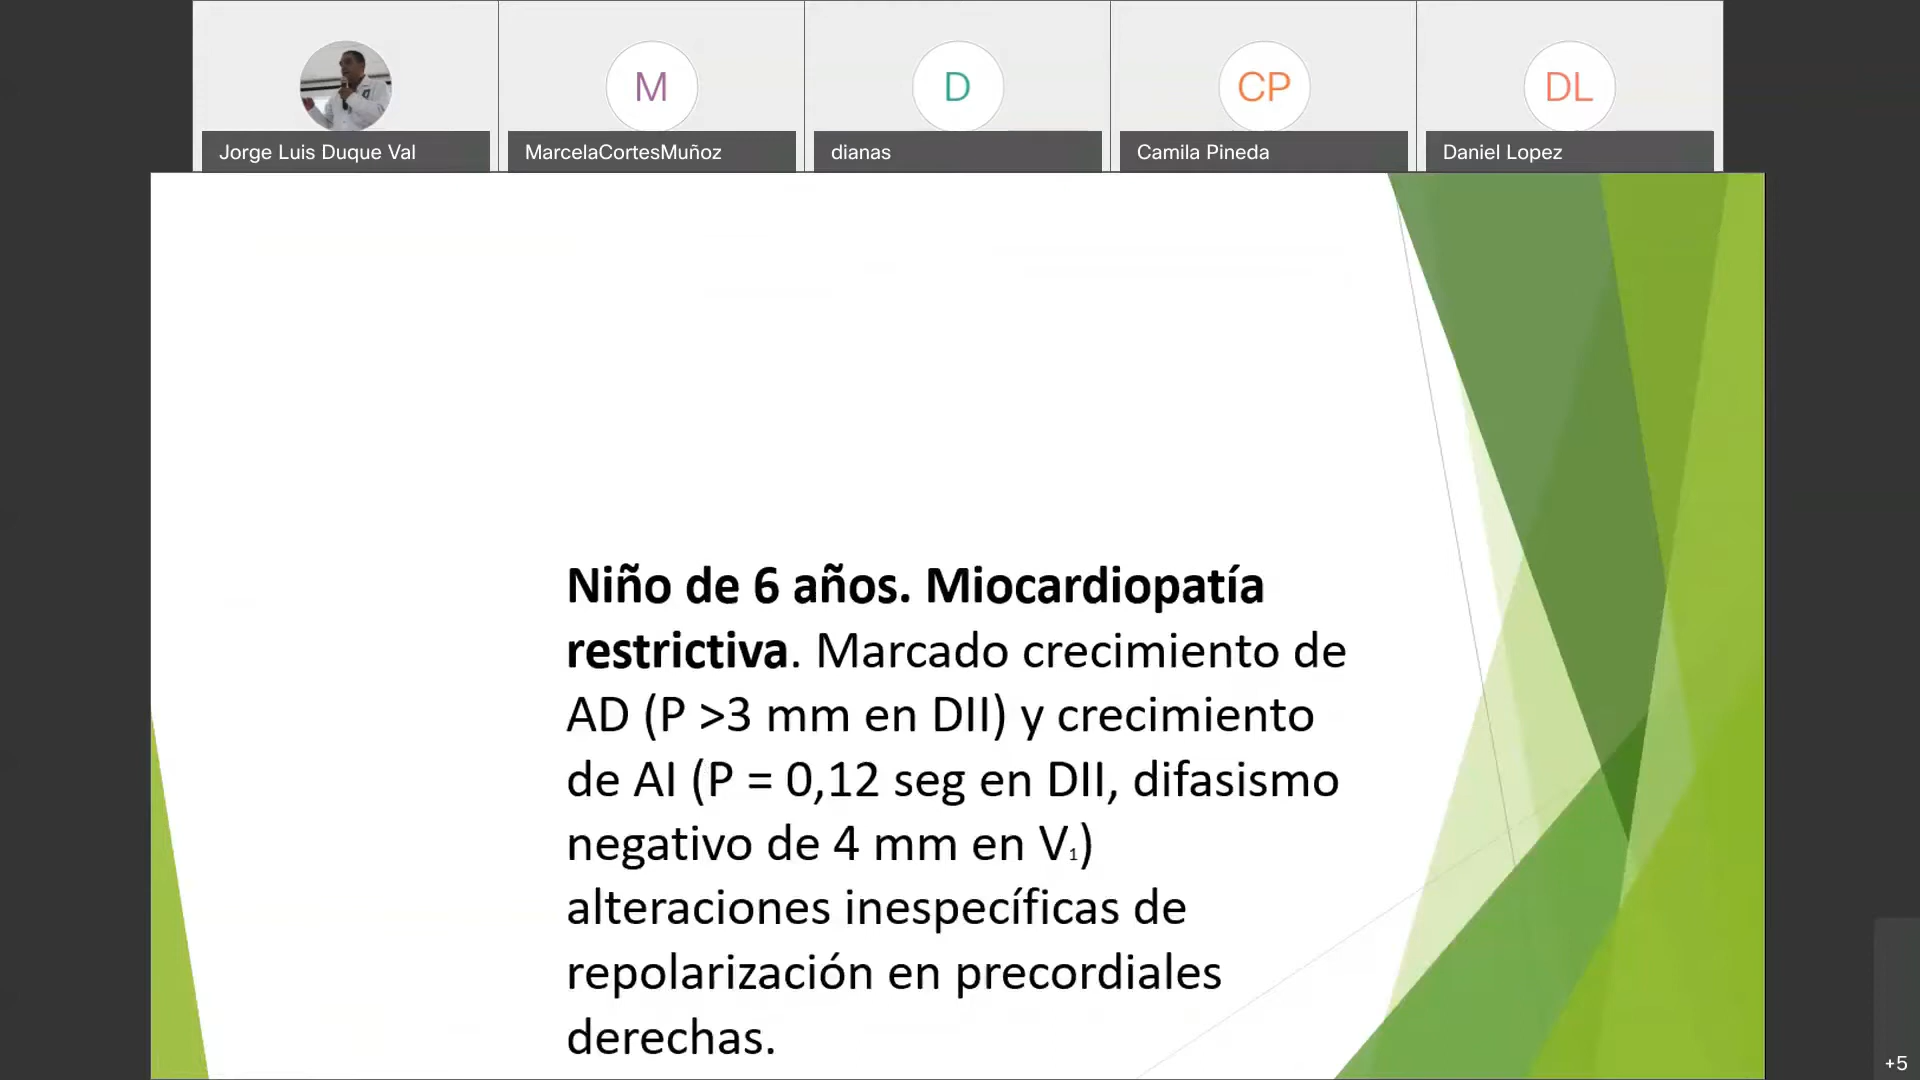 Jorge Luis Duque Val
M
MarcelaCortesMuñoz
D
dianas
CP
Camila Pineda
DL
Daniel Lopez
Niño de 6 años. Miocardiopatía
restrictiva. Marcado crecimiento de
AD (P >3 mm en DII) y crecimiento
de AI (P = 0,12 seg en DII, difasismo
negativo de 4 mm en V₁)
alteraciones inespecíficas de
repolarización en precordiales
derechas.
+5